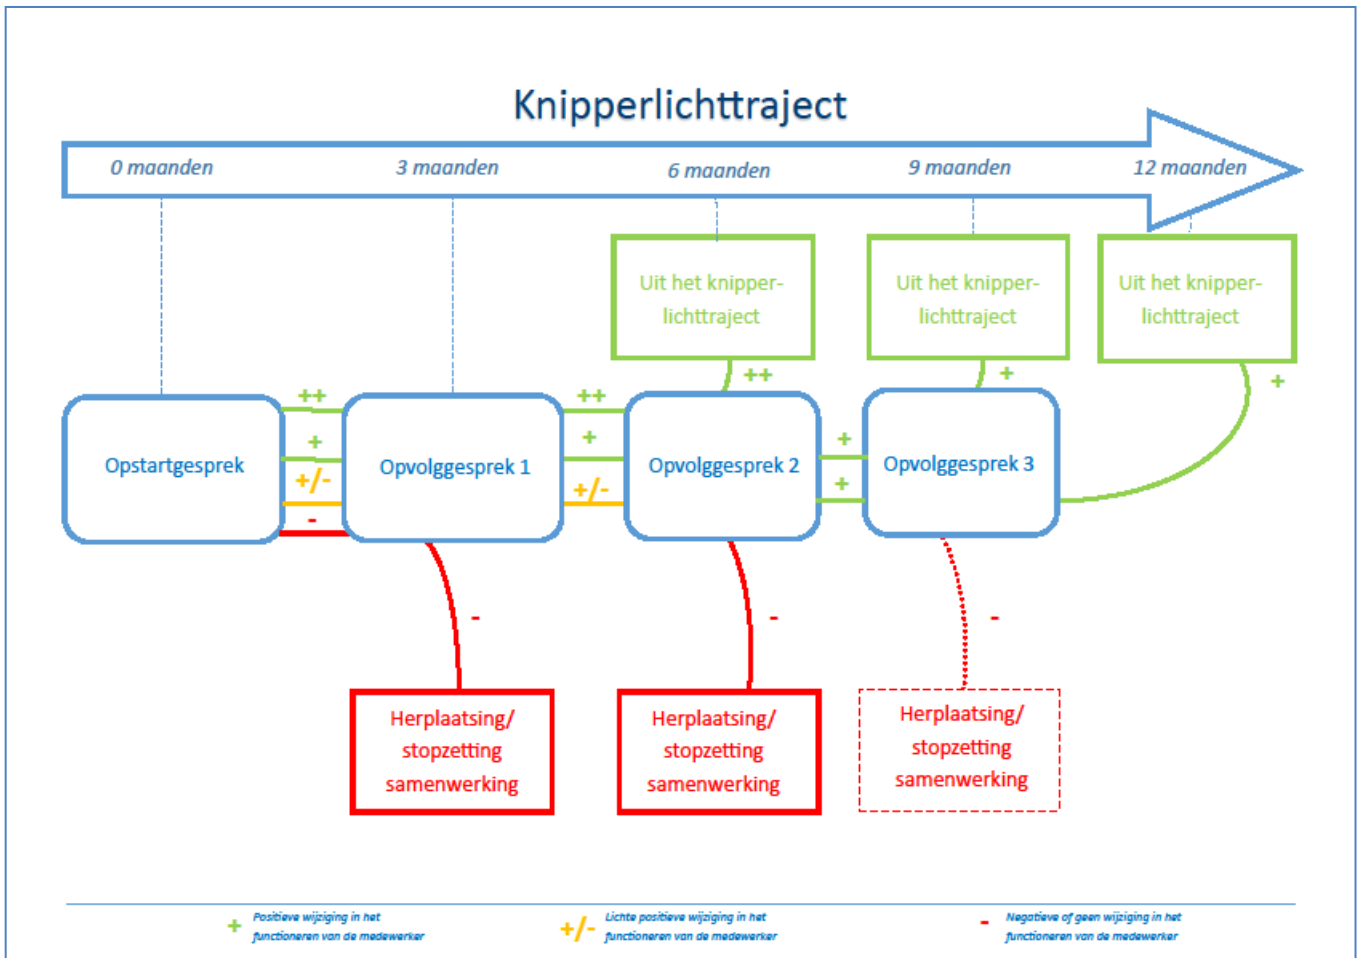 Knipperlichttraject
0 maanden
3 maanden
6 maanden
9 maanden
12 maanden
Uit het knipper-
lichttraject
Uit het knipper-
lichttraject
Uit het knipper-
lichttraject
++
+
+
++
+
+/-
-
++
+
+/-
+
+
Opstartgesprek
Opvolggesprek 1
Opvolggesprek 2
Opvolggesprek 3
-
-
-
Herplaatsing/
stopzetting
samenwerking
Herplaatsing/
stopzetting
samenwerking
Herplaatsing/
stopzetting
samenwerking
+ Positieve wijziging in het
functioneren van de medewerker
+/- Lichte positieve wijziging in het
functioneren van de medewerker
- Negatieve of geen wijziging in het
functioneren van de medewerker